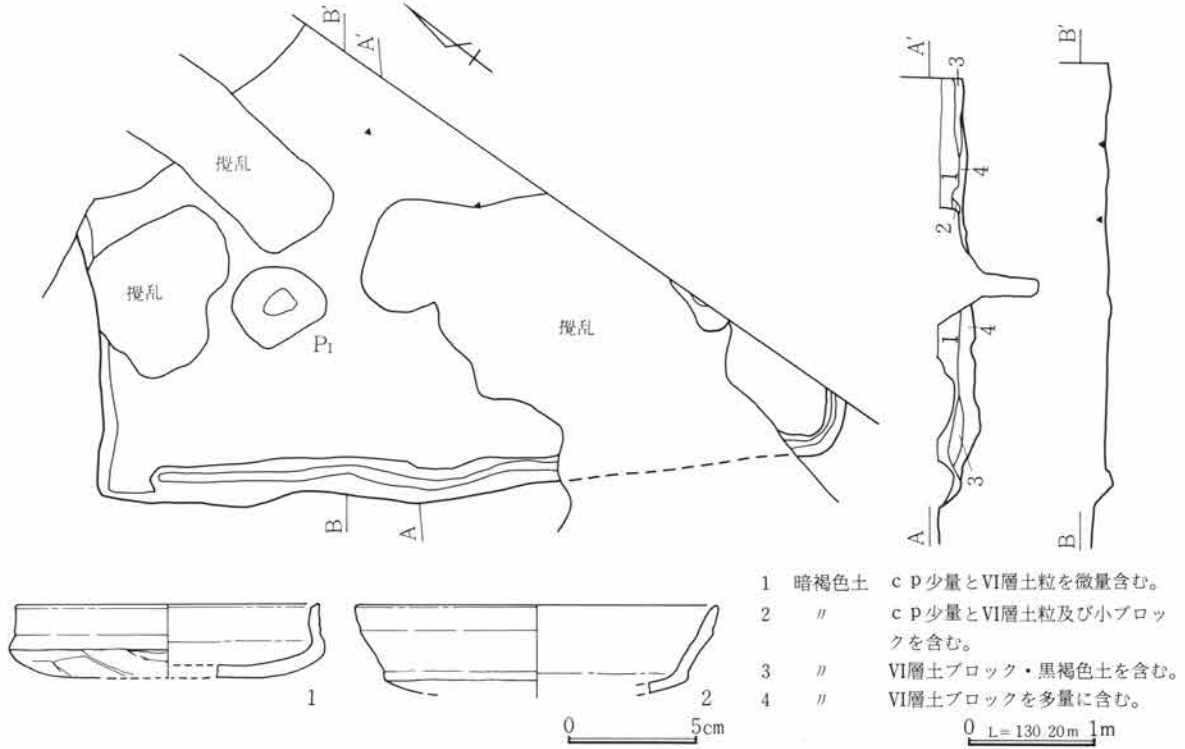 B'
A'
攪乱
攪乱
攪乱
P1
B
A
A'
3
1
4
2
1
4
3
A
B'
B
1
2
0 5cm
1 暗褐色土 cp少量とⅥ層土粒を微量含む。
2 〃 cp少量とⅥ層土粒及び小ブロッ
クを含む。
3 〃 Ⅵ層土ブロック・黒褐色土を含む。
4 〃 Ⅵ層土ブロックを多量に含む。
0 L=130.20m 1m